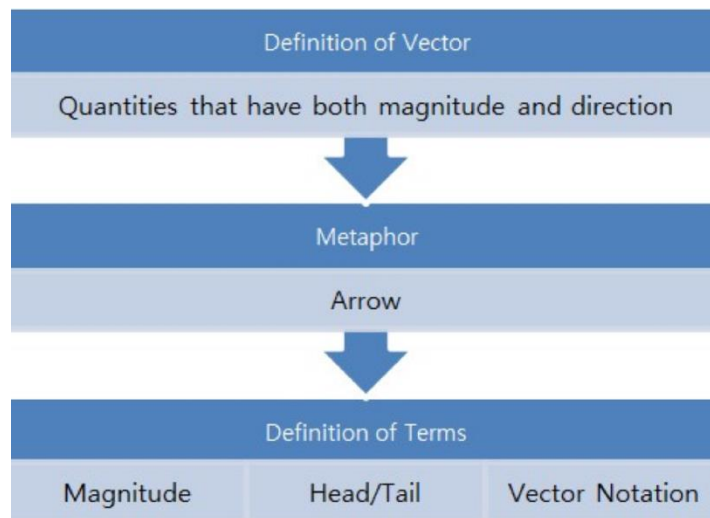 Definition of Vector
Quantities that have both magnitude and direction
Metaphor
Arrow
Definition of Terms
Magnitude Head/Tail Vector Notation